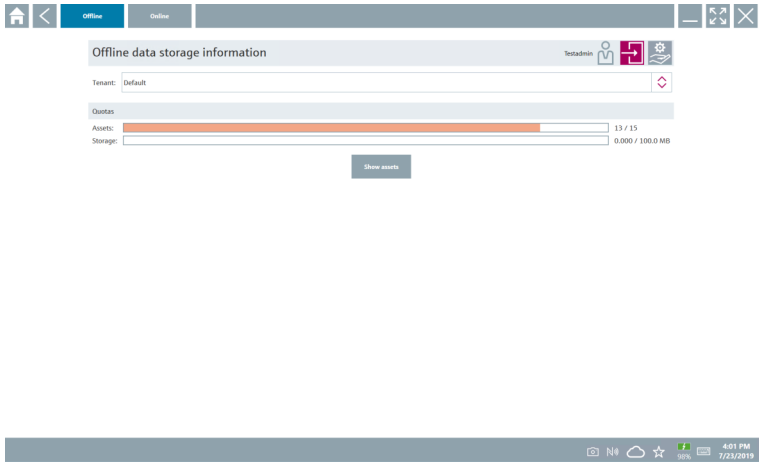 Offline Online
Offline data storage information Testadmin
Tenant: Default
Quotas
Assets: 13 / 15
Storage: 0.000 / 100.0 MB
Show assets
98% 4:01 PM
7/23/2019